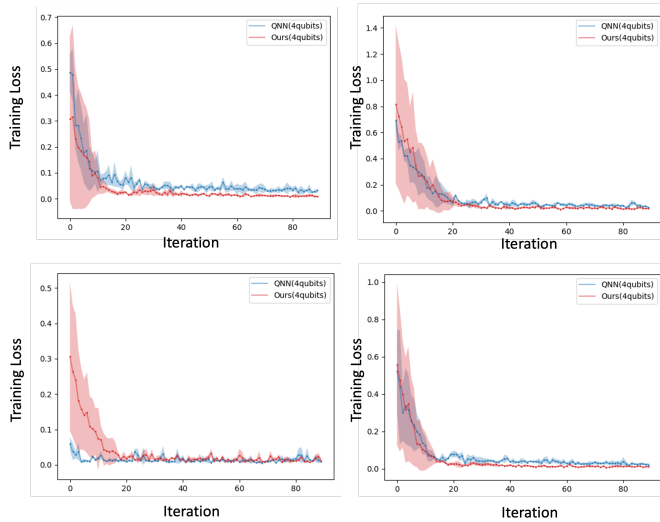 0.7
0.6
0.5
0.4
0.3
0.2
0.1
0.0
Training Loss
QNN(4qubits)
Ours(4qubits)
0 20 40 60 80
Iteration
1.4
1.2
1.0
0.8
0.6
0.4
0.2
0.0
Training Loss
QNN(4qubits)
Ours(4qubits)
0 20 40 60 80
Iteration
0.5
0.4
0.3
0.2
0.1
0.0
Training Loss
QNN(4qubits)
Ours(4qubits)
0 20 40 60 80
Iteration
1.0
0.8
0.6
0.4
0.2
0.0
Training Loss
QNN(4qubits)
Ours(4qubits)
0 20 40 60 80
Iteration